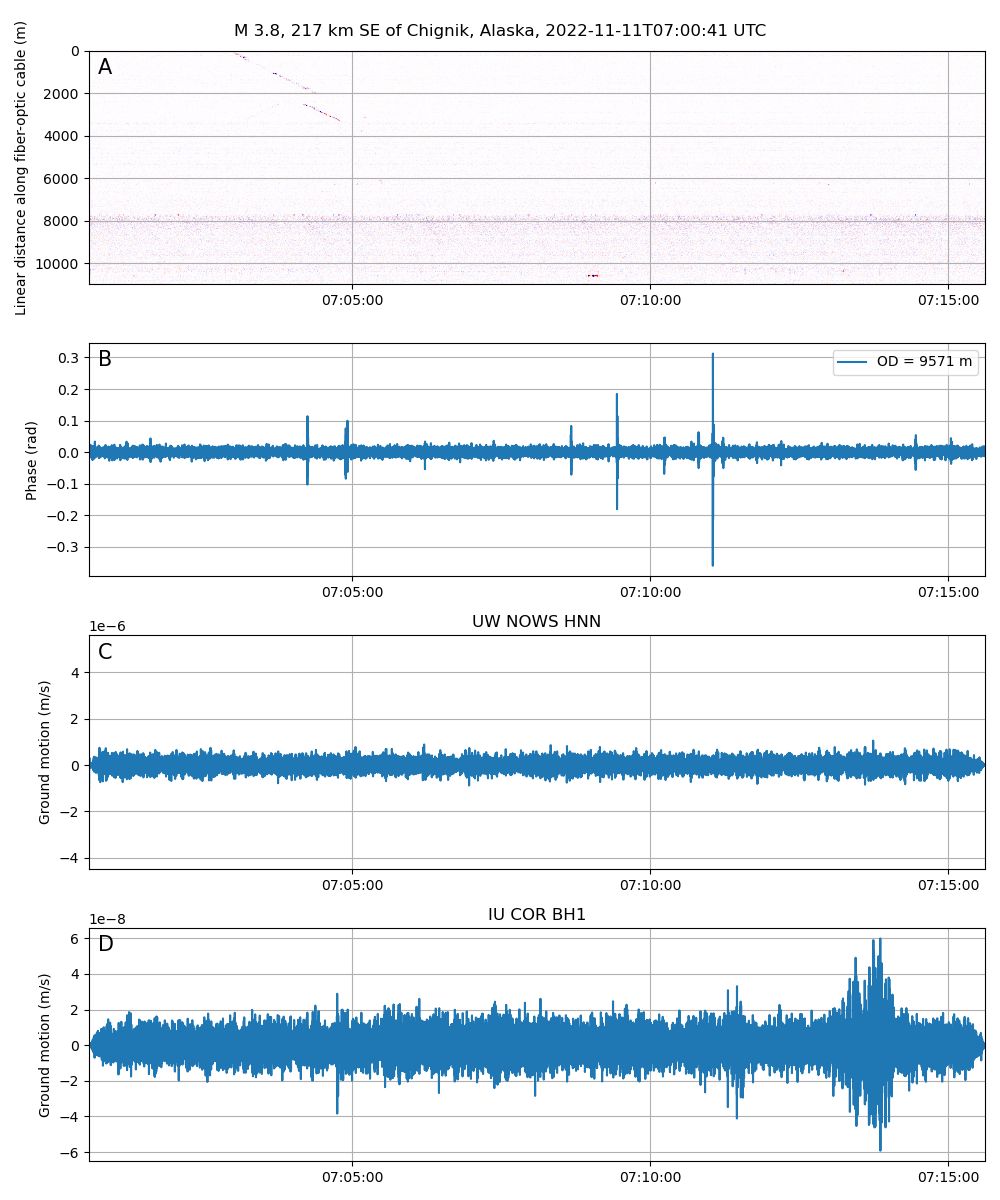 M 3.8, 217 km SE of Chignik, Alaska, 2022-11-11T07:00:41 UTC
Linear distance along fiber-optic cable (m)
A
0
2000
4000
6000
8000
10000
07:05:00 07:10:00 07:15:00
B
OD = 9571 m
Phase (rad)
0.3
0.2
0.1
0.0
−0.1
−0.2
−0.3
07:05:00 07:10:00 07:15:00
UW NOWS HNN
1e−6
C
Ground motion (m/s)
4
2
0
−2
−4
07:05:00 07:10:00 07:15:00
IU COR BH1
1e−8
D
Ground motion (m/s)
6
4
2
0
−2
−4
−6
07:05:00 07:10:00 07:15:00